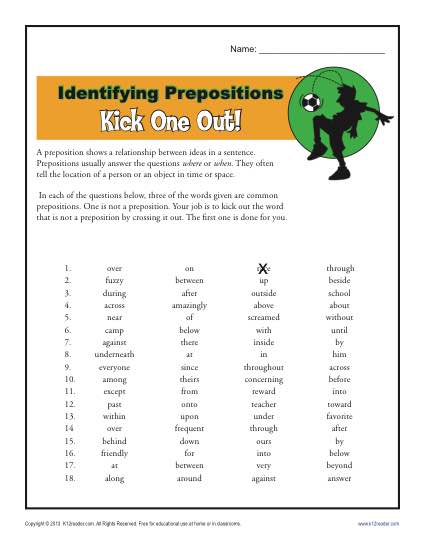 Name: ____________________________
Identifying Prepositions
Kick One Out!
A preposition shows a relationship between ideas in a sentence.
Prepositions usually answer the questions where or when. They often
tell the location of a person or an object in time or space.
In each of the questions below, three of the words given are common
prepositions. One is not a preposition. Your job is to kick out the word
that is not a preposition by crossing it out. The first one is done for you.
1. over on through
2. fuzzy between up beside
3. during after outside school
4. across amazingly above about
5. near of screamed without
6. camp below with until
7. against there inside by
8. underneath at in him
9. everyone since throughout across
10. among theirs concerning before
11. except from reward into
12. past onto teacher toward
13. within upon under favorite
14 over frequent through after
15. behind down ours by
16. friendly for into below
17. at between very beyond
18. along around against answer
Copyright © 2013 K12reader.com. All Rights Reserved. Free for educational use at home or in classrooms. www.k12reader.com